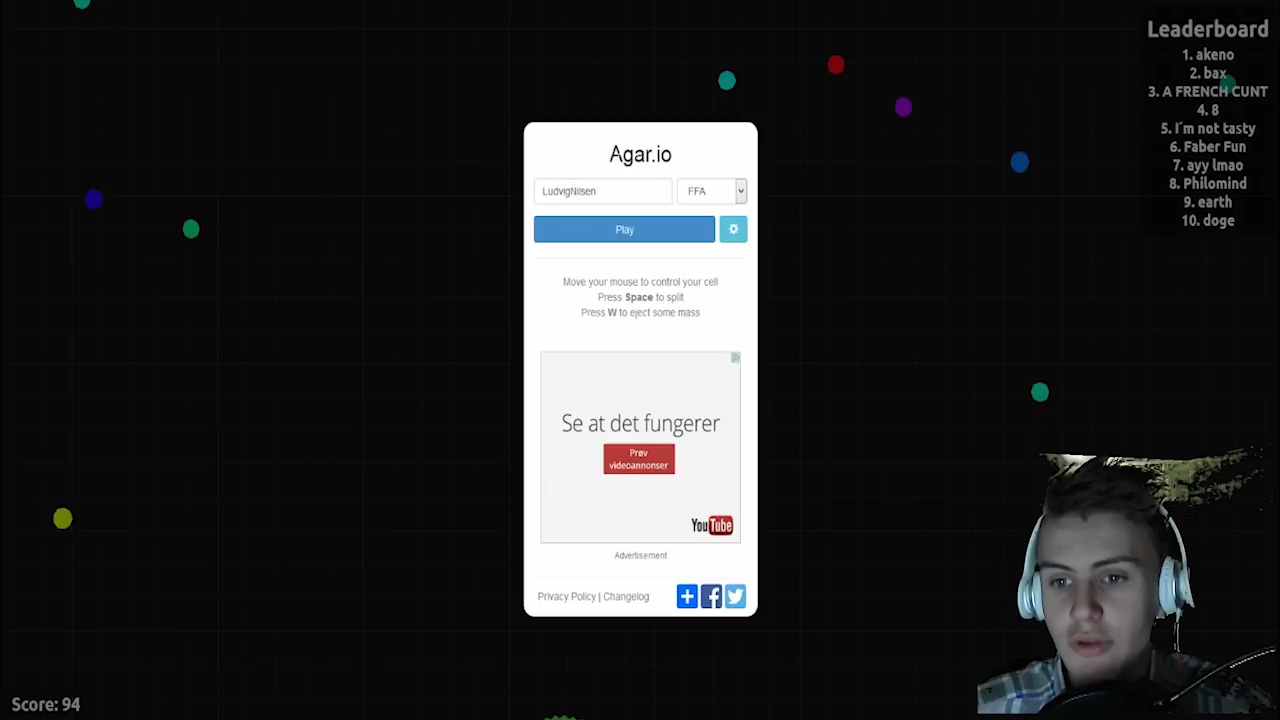 Leaderboard
1. akeno
2. bax
3. A FRENCH CUNT
4. 8
5. I´m not tasty
6. Faber Fun
7. ayy lmao
8. Philomind
9. earth
10. doge
Agar.io
LudvigNilsen FFA
Play
Move your mouse to control your cell
Press Space to split
Press W to eject some mass
Se at det fungerer
Prøv
videoannonser
YouTube
Advertisement
Privacy Policy | Changelog
Score: 94